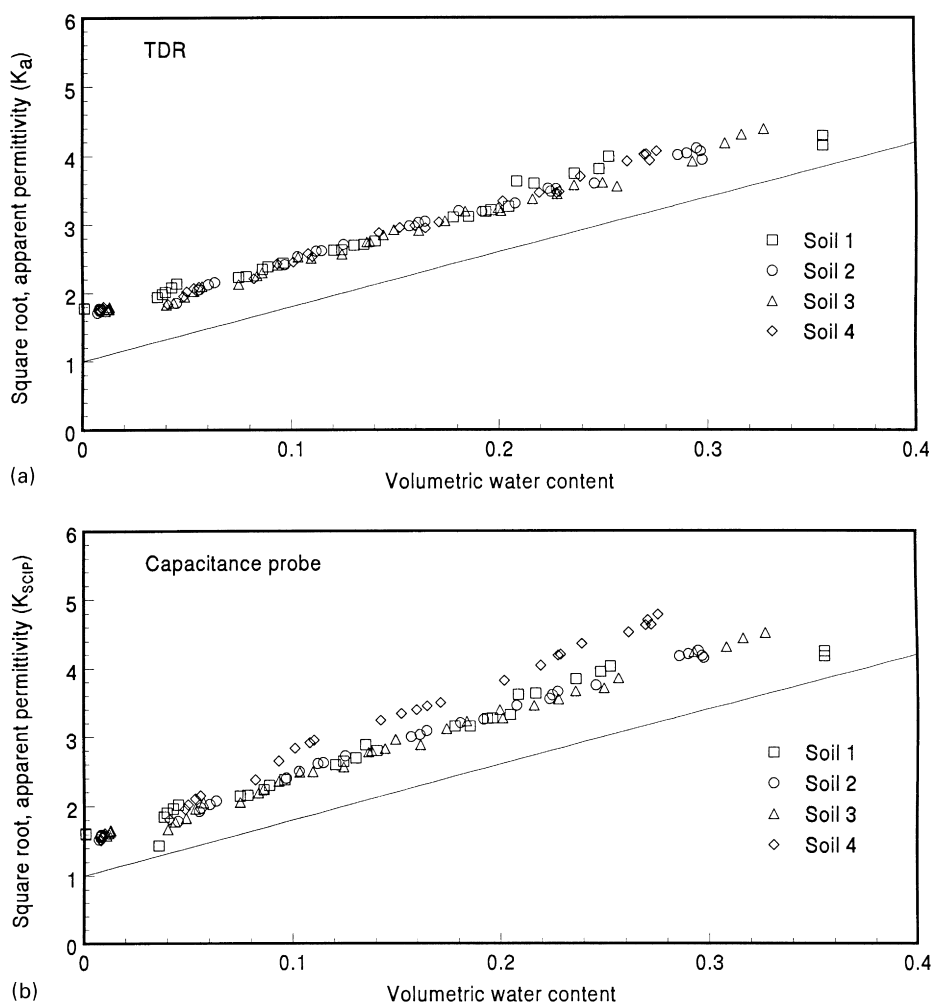 (a)
6
5
4
3
2
1
0
Square root, apparent permittivity (Ka)
TDR
Soil 1
Soil 2
Soil 3
Soil 4
0 0.1 0.2 0.3 0.4
Volumetric water content
(b)
6
5
4
3
2
1
0
Square root, apparent permittivity (KSCIP)
Capacitance probe
Soil 1
Soil 2
Soil 3
Soil 4
0 0.1 0.2 0.3 0.4
Volumetric water content